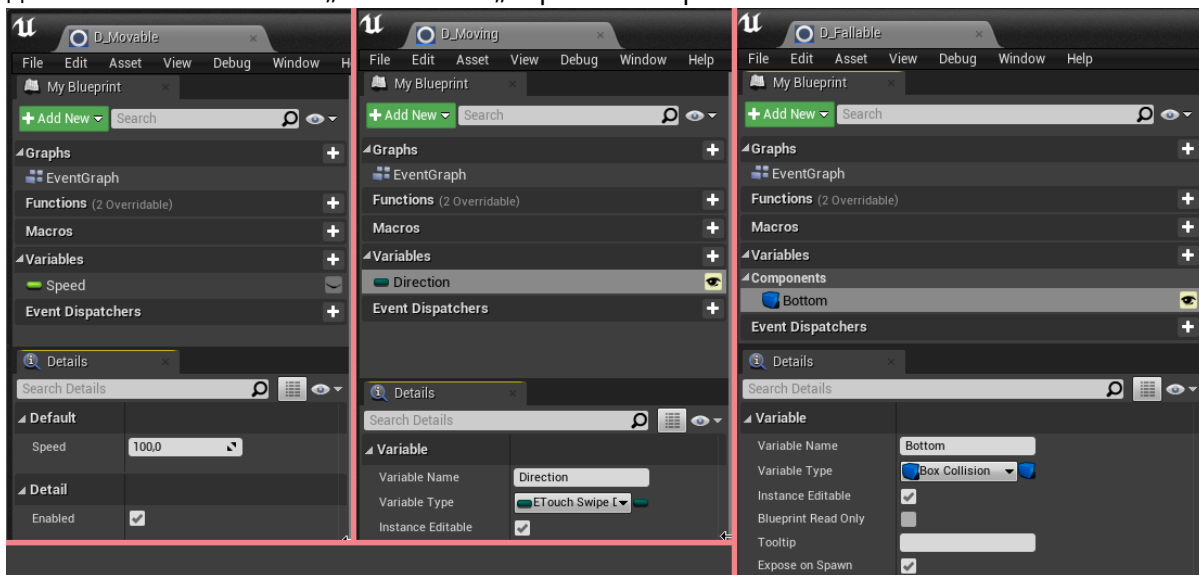 D_Movable
File Edit Asset View Debug Window H
My Blueprint
Add New Search
Graphs
EventGraph
Functions (2 Overridable)
Macros
Variables
Speed
Event Dispatchers
Details
Search Details
Default
Speed 100,0
Detail
Enabled
D_Moving
File Edit Asset View Debug Window Help
My Blueprint
Add New Search
Graphs
EventGraph
Functions (2 Overridable)
Macros
Variables
Direction
Event Dispatchers
Details
Search Details
Variable
Variable Name Direction
Variable Type ETouch Swipe
Instance Editable
D_Fallable
File Edit Asset View Debug Window Help
My Blueprint
Add New Search
Graphs
EventGraph
Functions (2 Overridable)
Macros
Variables
Components
Bottom
Event Dispatchers
Details
Search Details
Variable
Variable Name Bottom
Variable Type Box Collision
Instance Editable
Blueprint Read Only
Tooltip
Expose on Spawn